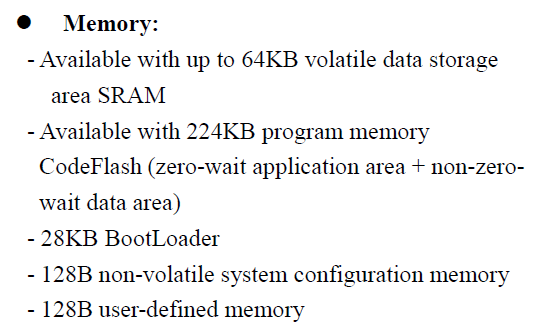 ● Memory:
- Available with up to 64KB volatile data storage
area SRAM
- Available with 224KB program memory
CodeFlash (zero-wait application area + non-zero-
wait data area)
- 28KB BootLoader
- 128B non-volatile system configuration memory
- 128B user-defined memory